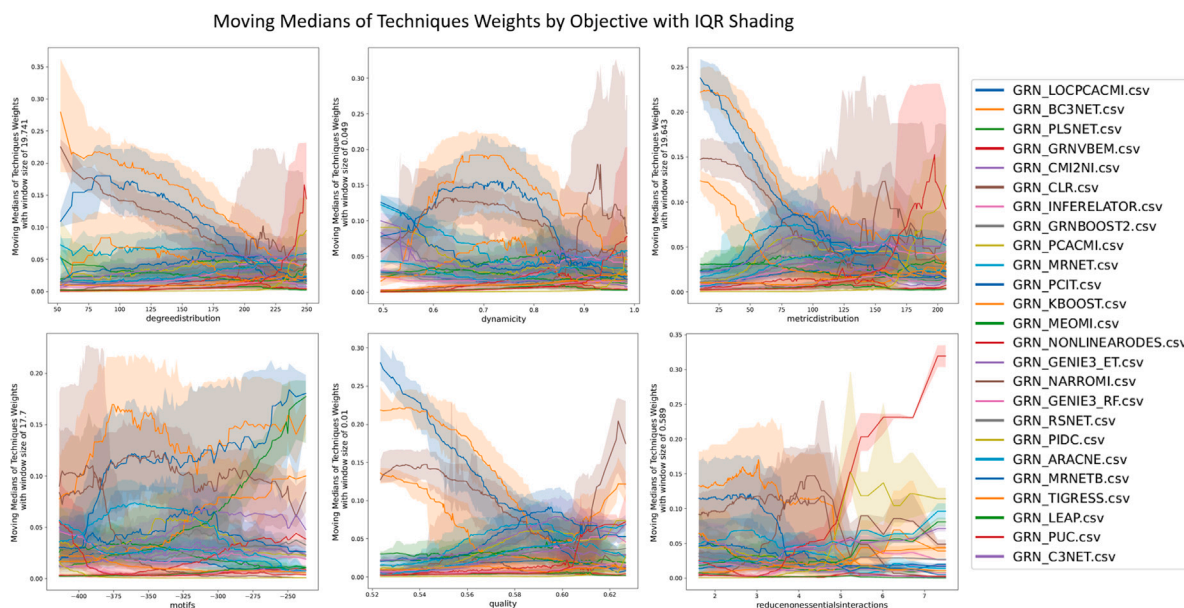 Moving Medians of Techniques Weights by Objective with IQR Shading
Moving Medians of Techniques Weights
with window size of 19.741
0.35
0.30
0.25
0.20
0.15
0.10
0.05
0.00
50 75 100 125 150 175 200 225 250
degreedistribution
Moving Medians of Techniques Weights
with window size of 0.049
0.30
0.25
0.20
0.15
0.10
0.05
0.00
0.5 0.6 0.7 0.8 0.9 1.0
dynamicity
Moving Medians of Techniques Weights
with window size of 19.643
0.25
0.20
0.15
0.10
0.05
0.00
25 50 75 100 125 150 175 200
metricdistribution
Moving Medians of Techniques Weights
with window size of 17.7
0.20
0.15
0.10
0.05
0.00
−400 −375 −350 −325 −300 −275 −250
motifs
Moving Medians of Techniques Weights
with window size of 0.01
0.30
0.25
0.20
0.15
0.10
0.05
0.00
0.52 0.54 0.56 0.58 0.60 0.62
quality
Moving Medians of Techniques Weights
with window size of 0.589
0.35
0.30
0.25
0.20
0.15
0.10
0.05
0.00
2 3 4 5 6 7
reducenonessentialsinteractions
GRN_LOCPCACMI.csv
GRN_BC3NET.csv
GRN_PLSNET.csv
GRN_GRNVBEM.csv
GRN_CMI2NI.csv
GRN_CLR.csv
GRN_INFERELATOR.csv
GRN_GRNBOOST2.csv
GRN_PCACMI.csv
GRN_MRNET.csv
GRN_PCIT.csv
GRN_KBOOST.csv
GRN_MEOMI.csv
GRN_NONLINEARODES.csv
GRN_GENIE3_ET.csv
GRN_NARROMI.csv
GRN_GENIE3_RF.csv
GRN_RSNET.csv
GRN_PIDC.csv
GRN_ARACNE.csv
GRN_MRNETB.csv
GRN_TIGRESS.csv
GRN_LEAP.csv
GRN_PUC.csv
GRN_C3NET.csv